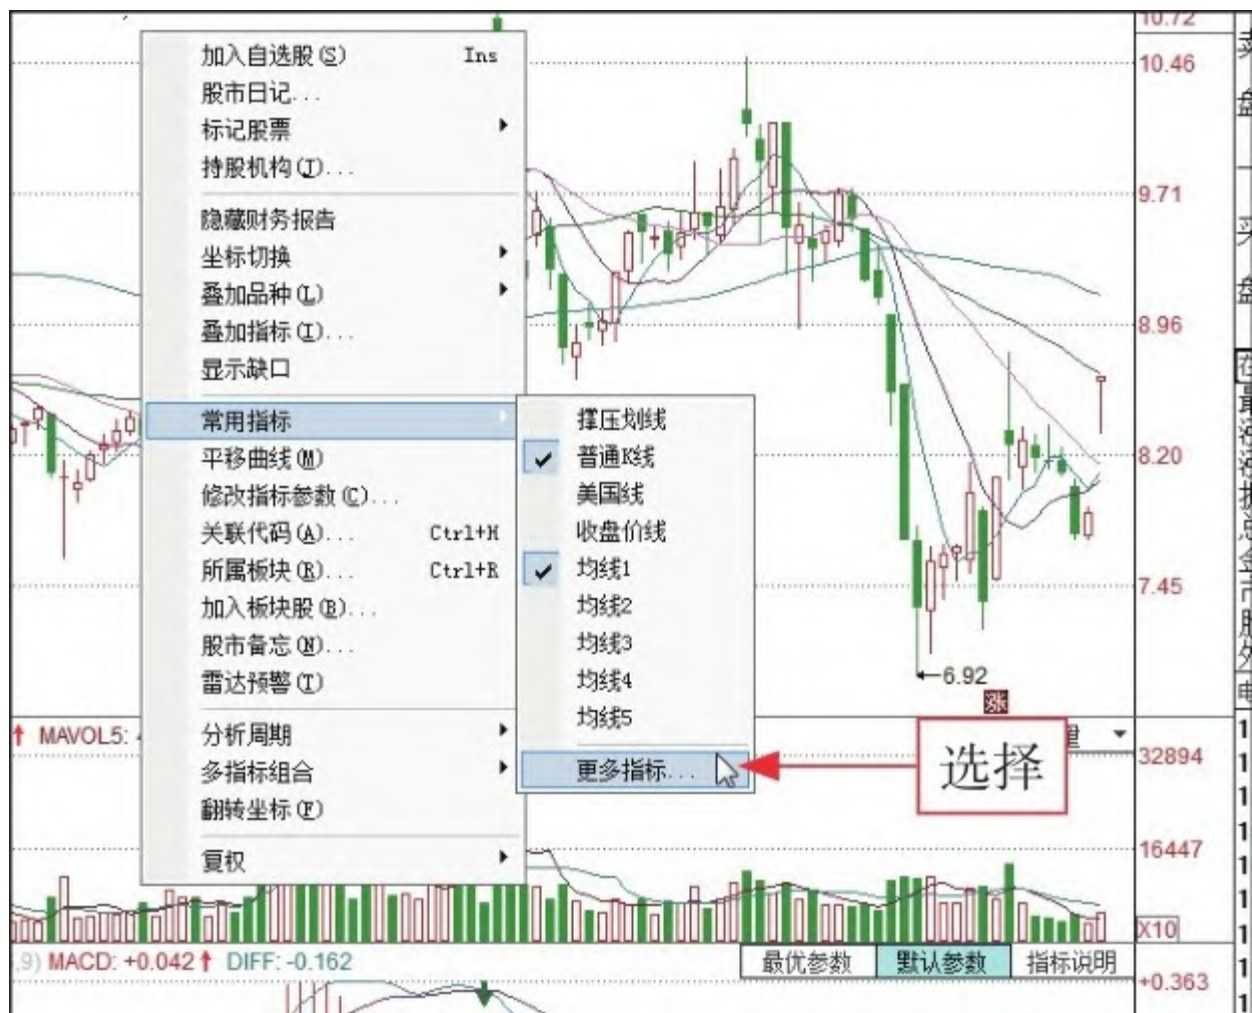 加入自选股(S) Ins
股市日记...
标记股票
持股机构(J)...
隐藏财务报告
坐标切换
叠加品种(L)
叠加指标(I)...
显示缺口
常用指标
平移曲线(M)
修改指标参数(C)...
关联代码(A)... Ctrl+H
所属板块(R)... Ctrl+R
加入板块股(B)...
股市备忘(N)...
雷达预警(T)
分析周期
多指标组合
翻转坐标(F)
复权
撑压划线
普通K线
美国线
收盘价线
均线1
均线2
均线3
均线4
均线5
更多指标...
选择
10.72
10.46
9.71
8.96
8.20
7.45
6.92
涨
MAVOL5:
32894
16447
X10
,9) MACD: +0.042 DIFF: -0.162
最优参数 默认参数 指标说明
+0.363